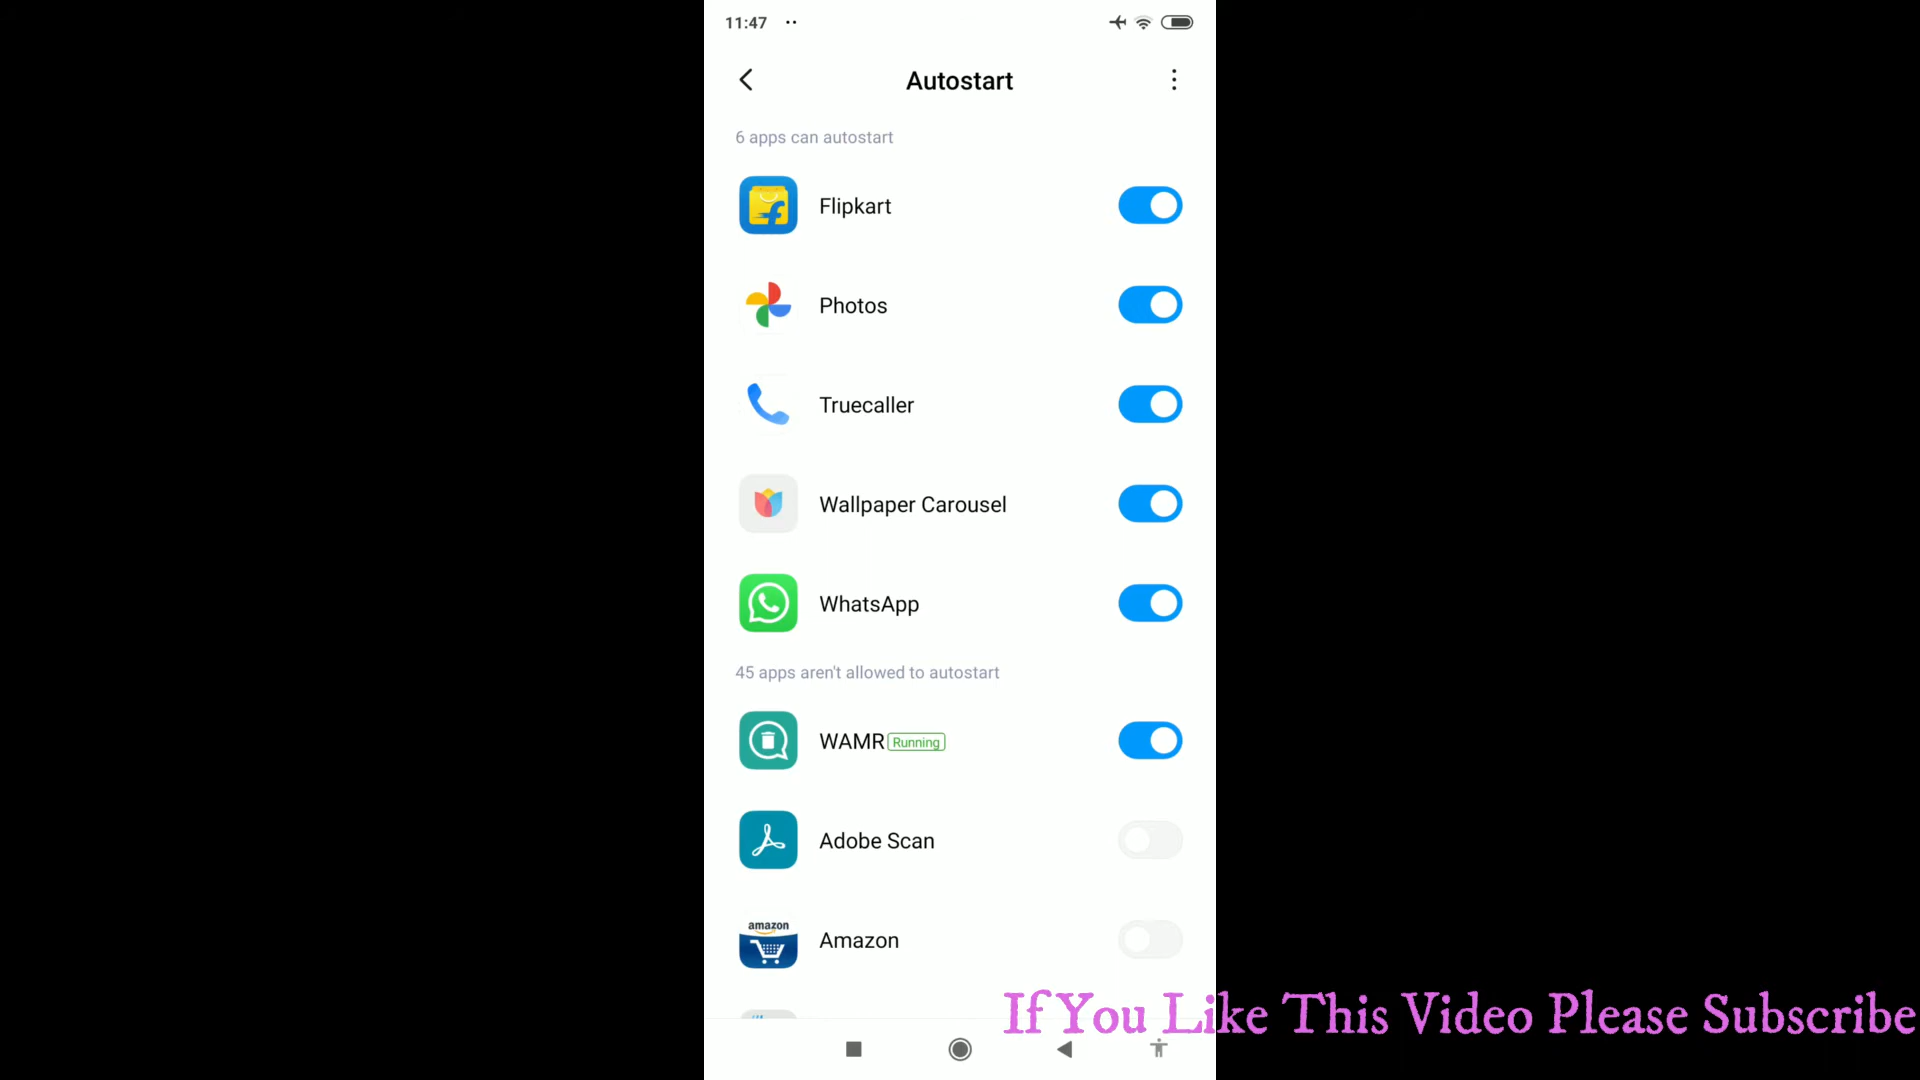 11:47
Autostart
6 apps can autostart
Flipkart
Photos
Truecaller
Wallpaper Carousel
WhatsApp
45 apps aren't allowed to autostart
WAMR Running
Adobe Scan
amazon
Amazon
If You Like This Video Please Subscribe